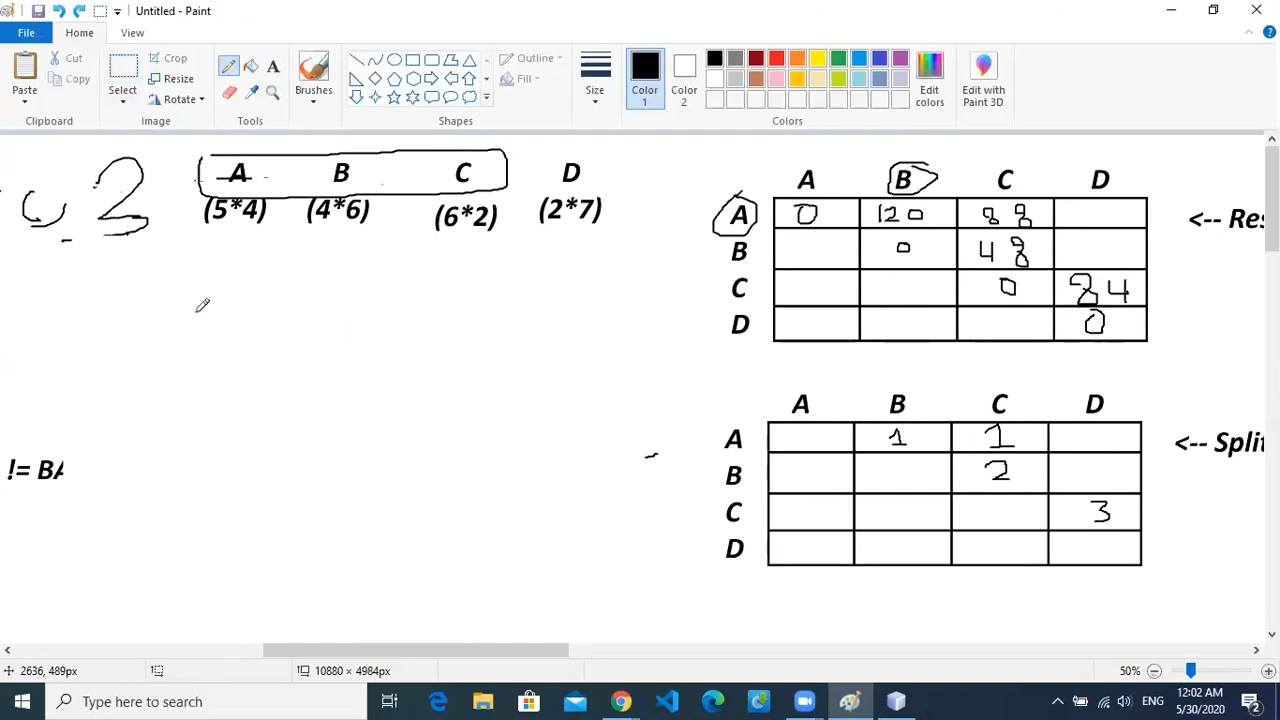 Untitled - Paint
File
Home
View
Paste
Cut
Copy
Clipboard
Select
Crop
Resize
Rotate
Image
A
Tools
Brushes
Shapes
Outline
Fill
Size
Color 1
Color 2
Colors
Edit colors
Edit with Paint 3D
2
A B C D
(5*4) (4*6) (6*2) (2*7)
!= BA
A B C D
A 0 120 88 <-- Res
B 0 48
C 0 84
D 0
A B C D
A 1 1 <-- Split
B 2
C 3
D
2636, 489px
10880 × 4984px
50%
Type here to search
12:02 AM
5/30/2020
2